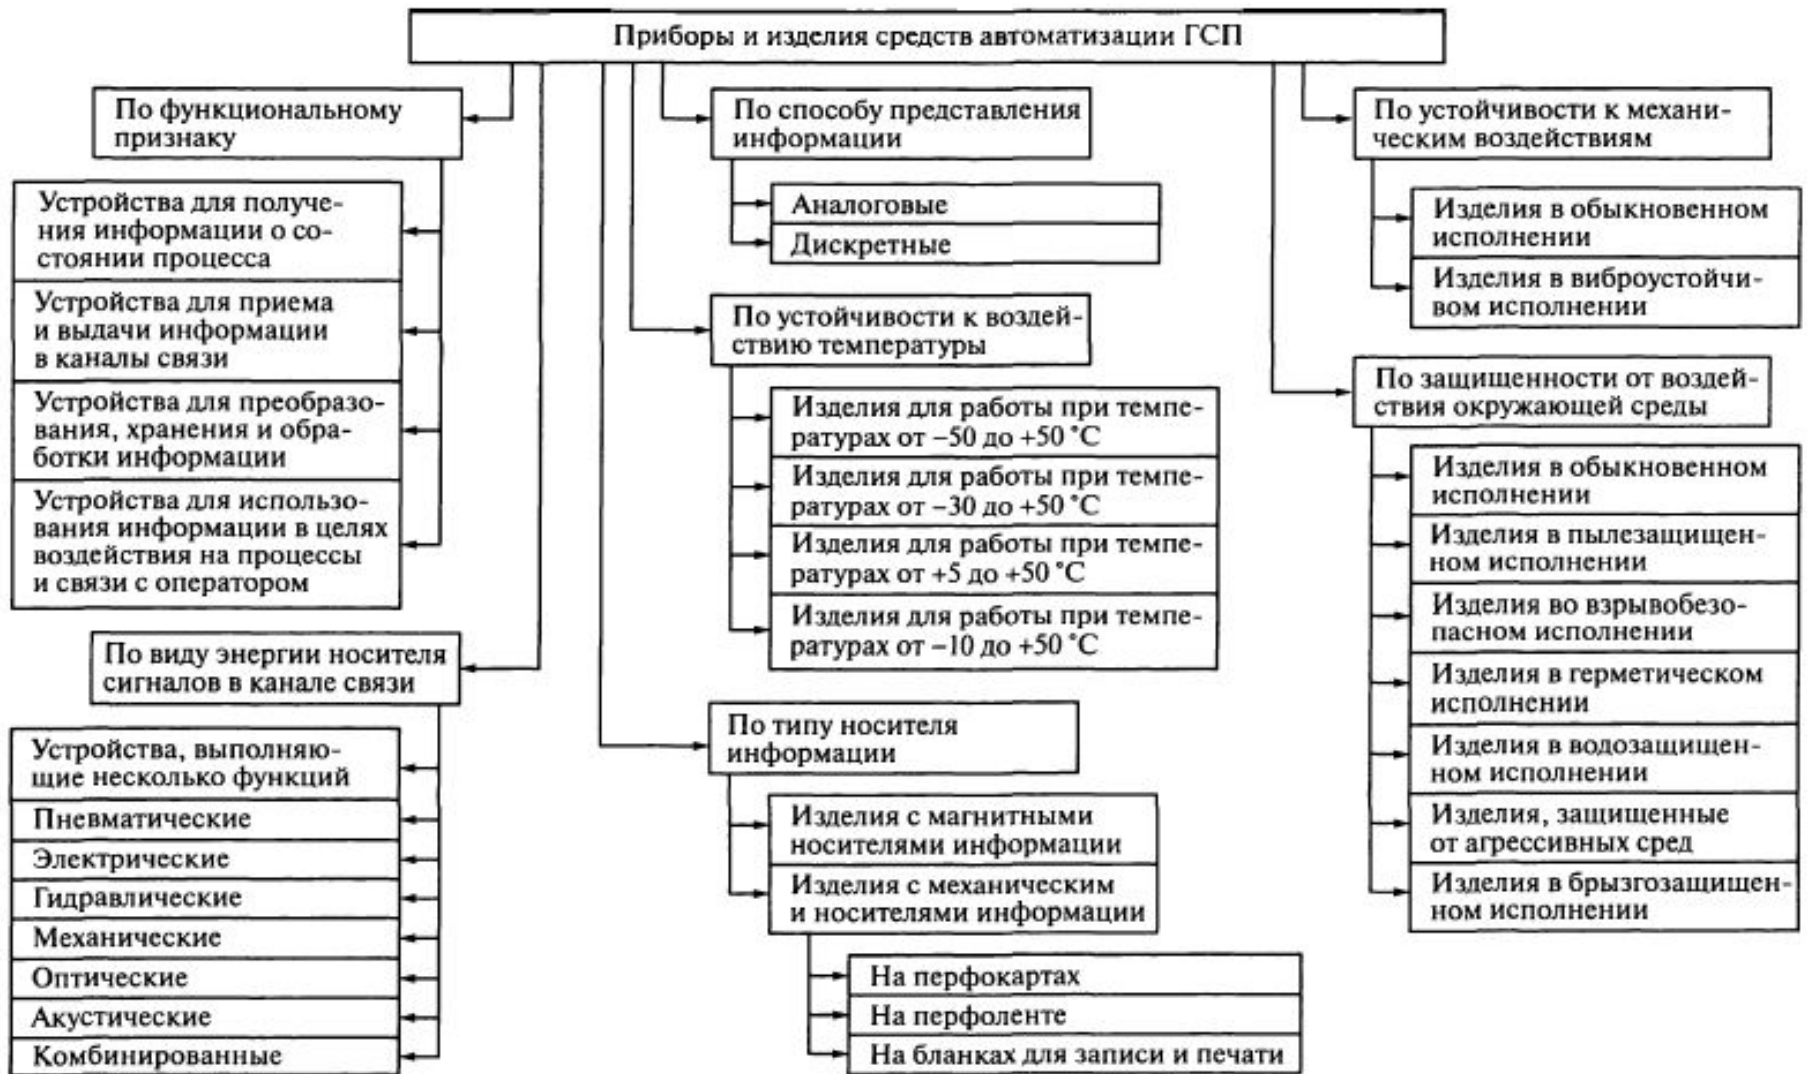 Приборы и изделия средств автоматизации ГСП
По функциональному
признаку
Устройства для получе-
ния информации о со-
стоянии процесса
Устройства для приема
и выдачи информации
в каналы связи
Устройства для преобразо-
вания, хранения и обра-
ботки информации
Устройства для использо-
вания информации в целях
воздействия на процессы
и связи с оператором
По виду энергии носителя
сигналов в канале связи
Устройства, выполняю-
щие несколько функций
Пневматические
Электрические
Гидравлические
Механические
Оптические
Акустические
Комбинированные
По способу представления
информации
Аналоговые
Дискретные
По устойчивости к воздей-
ствию температуры
Изделия для работы при темпе-
ратурах от –50 до +50 °С
Изделия для работы при темпе-
ратурах от –30 до +50 °С
Изделия для работы при темпе-
ратурах от +5 до +50 °С
Изделия для работы при темпе-
ратурах от –10 до +50 °С
По типу носителя
информации
Изделия с магнитными
носителями информации
Изделия с механическим
и носителями информации
На перфокартах
На перфоленте
На бланках для записи и печати
По устойчивости к механи-
ческим воздействиям
Изделия в обыкновенном
исполнении
Изделия в виброустойчи-
вом исполнении
По защищенности от воздей-
ствия окружающей среды
Изделия в обыкновенном
исполнении
Изделия в пылезащищен-
ном исполнении
Изделия во взрывобезо-
пасном исполнении
Изделия в герметическом
исполнении
Изделия в водозащищен-
ном исполнении
Изделия, защищенные
от агрессивных сред
Изделия в брызгозащищен-
ном исполнении